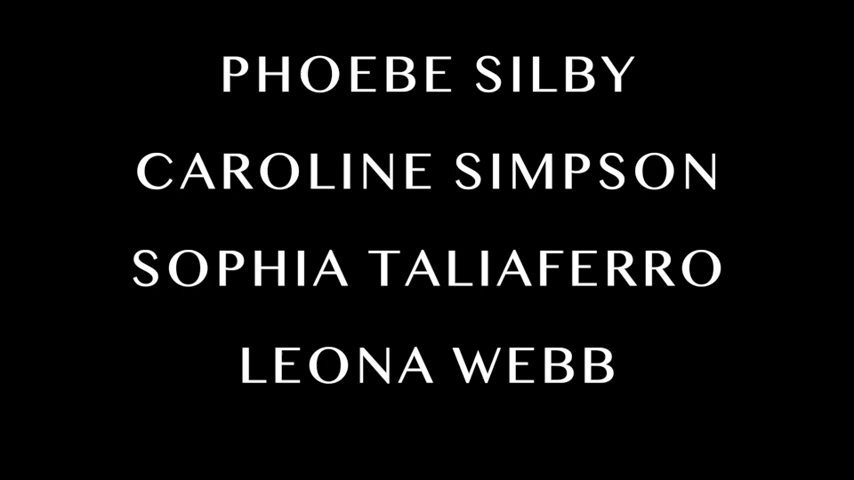 PHOEBE SILBY
CAROLINE SIMPSON
SOPHIA TALIAFERRO
LEONA WEBB